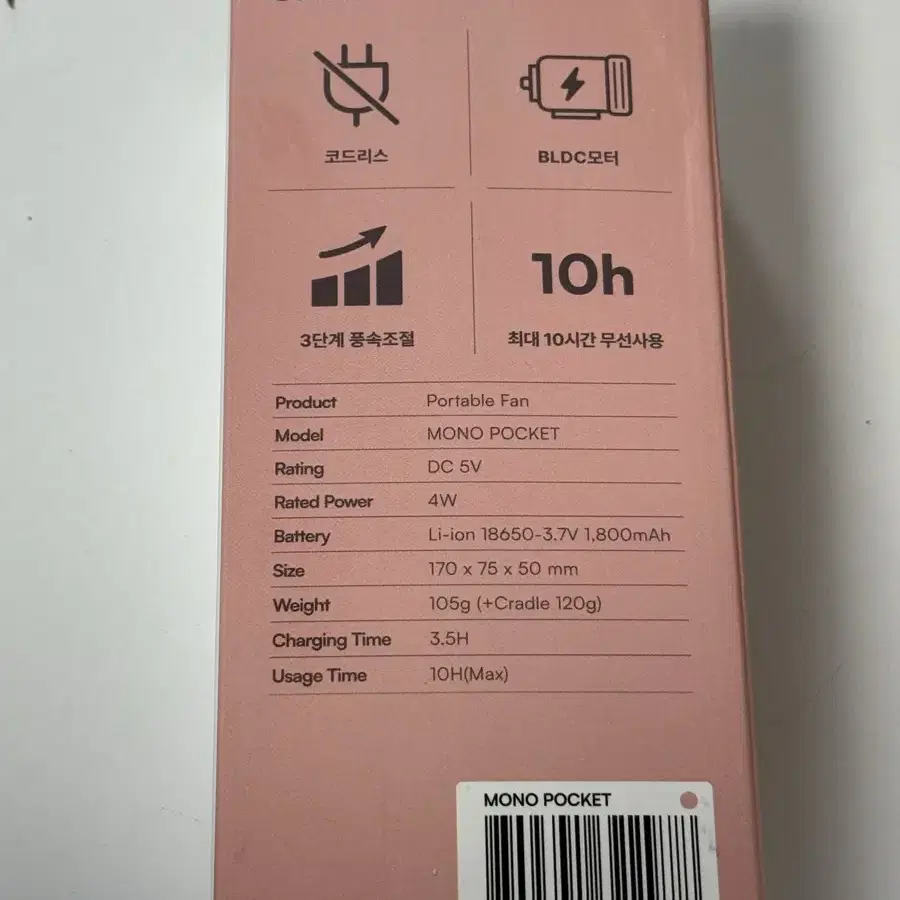 코드리스
BLDC모터
3단계 풍속조절
10h
최대 10시간 무선사용
Product Portable Fan
Model MONO POCKET
Rating DC 5V
Rated Power 4W
Battery Li-ion 18650-3.7V 1,800mAh
Size 170 x 75 x 50 mm
Weight 105g (+Cradle 120g)
Charging Time 3.5H
Usage Time 10H(Max)
MONO POCKET